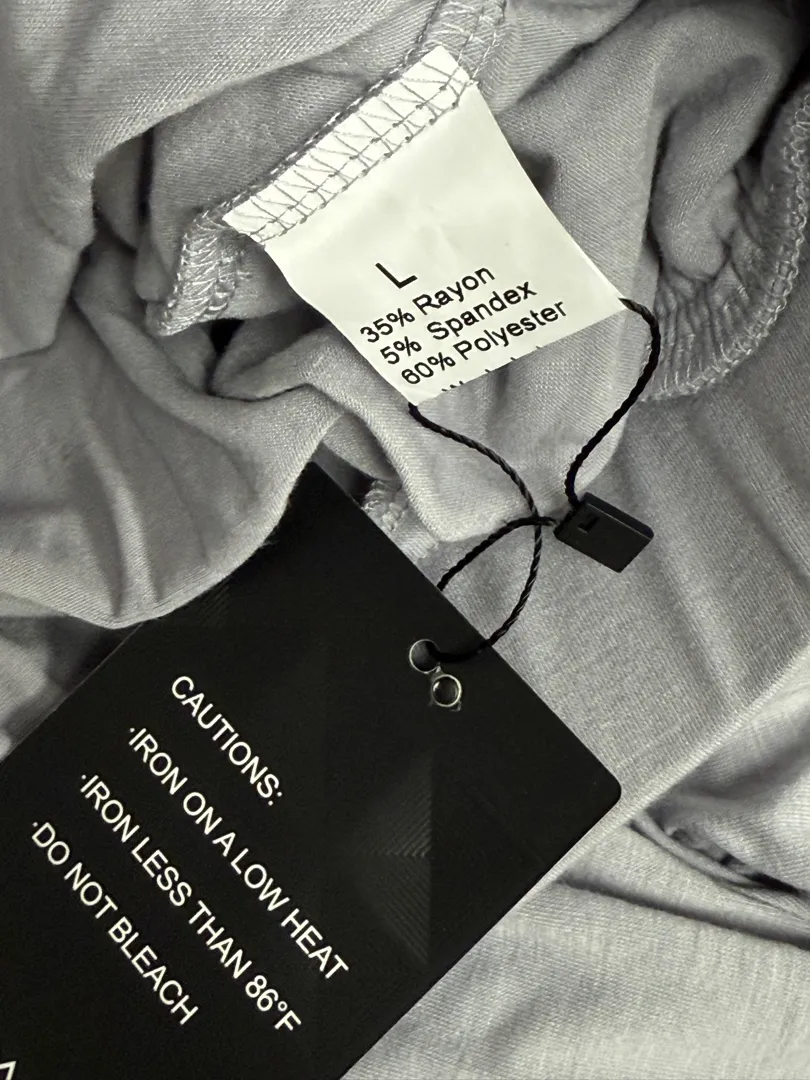 L
35% Rayon
5% Spandex
60% Polyester
CAUTIONS:
·IRON ON A LOW HEAT
·IRON LESS THAN 86°F
·DO NOT BLEACH